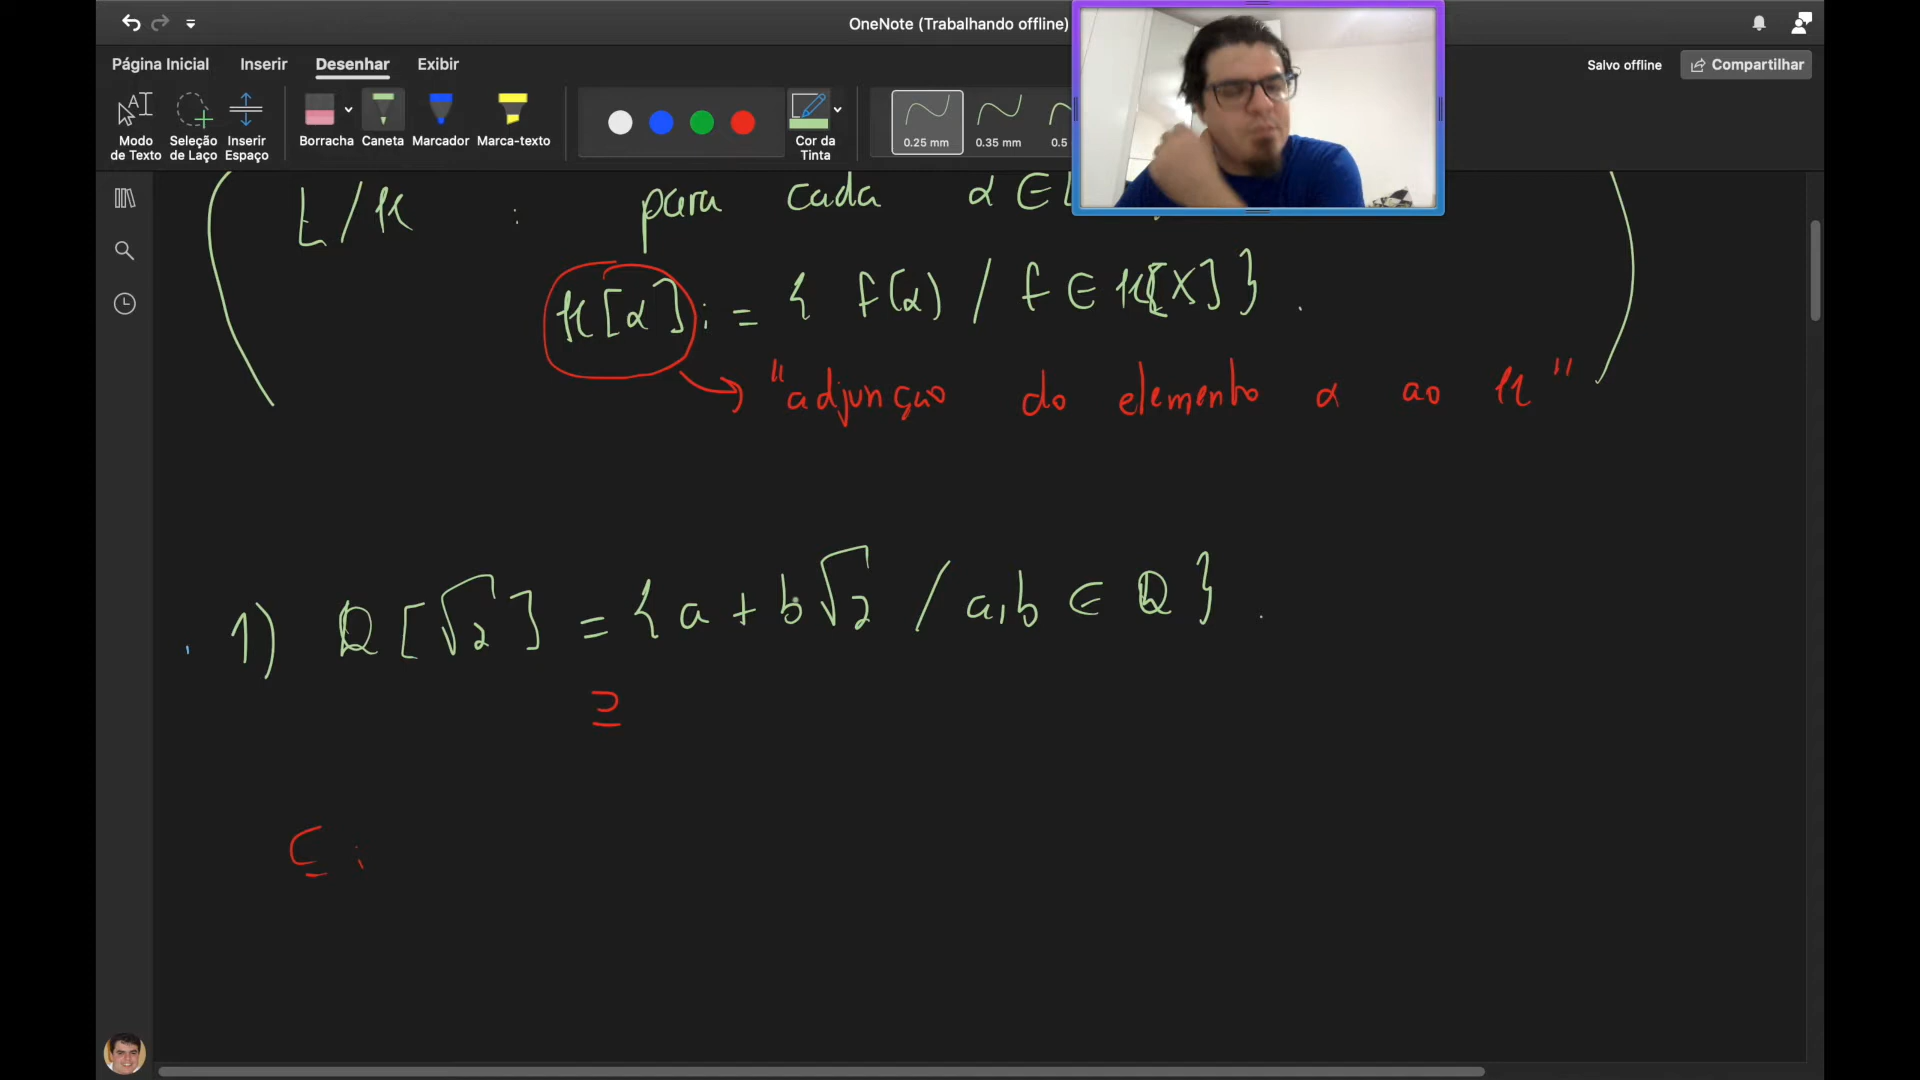 OneNote (Trabalhando offline)
Página Inicial Inserir Desenhar Exibir
Salvo offline Compartilhar
Modo de Texto Seleção de Laço Inserir Espaço Borracha Caneta Marcador Marca-texto Cor da Tinta 0.25 mm 0.35 mm 0.5
L/K : para cada α ∈
K[α] := { f(α) / f ∈ K[X] } .
"adjunção do elemento α ao K"
1) Q[√2] = { a + b√2 / a,b ∈ Q } .
⊇
⊆ :